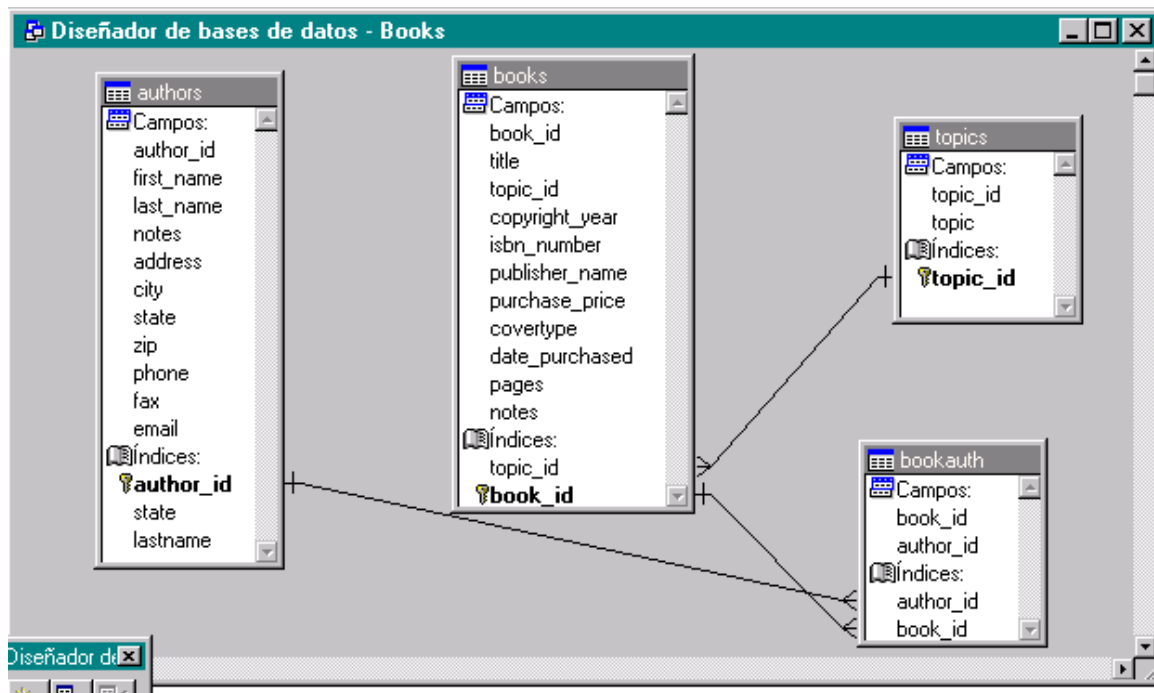 Diseñador de bases de datos - Books
authors
Campos:
author_id
first_name
last_name
notes
address
city
state
zip
phone
fax
email
Índices:
author_id
state
lastname
books
Campos:
book_id
title
topic_id
copyright_year
isbn_number
publisher_name
purchase_price
covertype
date_purchased
pages
notes
Índices:
topic_id
book_id
topics
Campos:
topic_id
topic
Índices:
topic_id
bookauth
Campos:
book_id
author_id
Índices:
author_id
book_id
Diseñador de